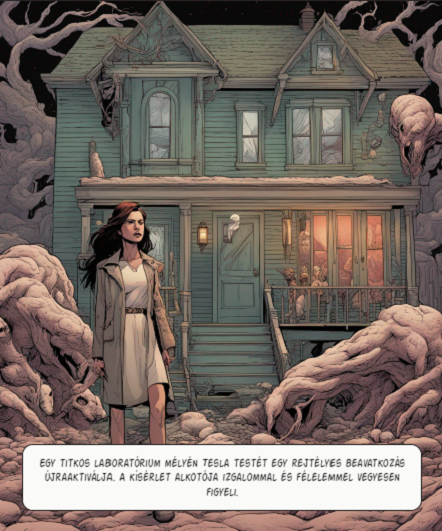 EGY TITKOS LABORATÓRIUM MÉLYÉN TESLA TESTÉT EGY REJTÉLYES BEAVATKOZÁS
ÚJRAAKTIVÁLJA. A KÍSÉRLET ALKOTÓJA IZGALOMMAL ÉS FÉLELEMMEL VEGYESEN
FIGYELI.